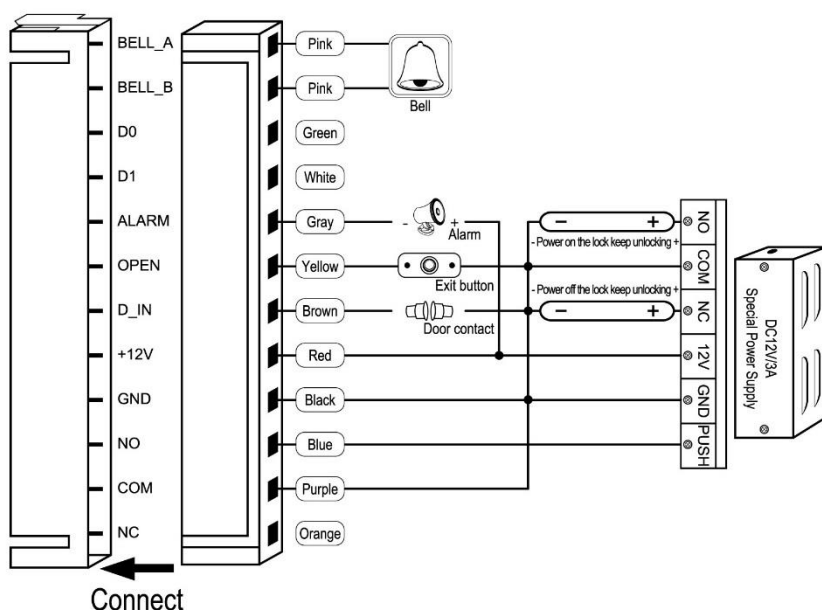 BELL_A
Pink
BELL_B
Pink
Bell
D0
Green
D1
White
ALARM
Gray
-
+
Alarm
- +
NO
- Power on the lock keep unlocking +
OPEN
Yellow
Exit button
COM
- Power off the lock keep unlocking +
D_IN
Brown
Door contact
- +
NC
+12V
Red
12V
GND
Black
GND
NO
Blue
PUSH
COM
Purple
NC
Orange
DC12V/3A
Special Power Supply
Connect